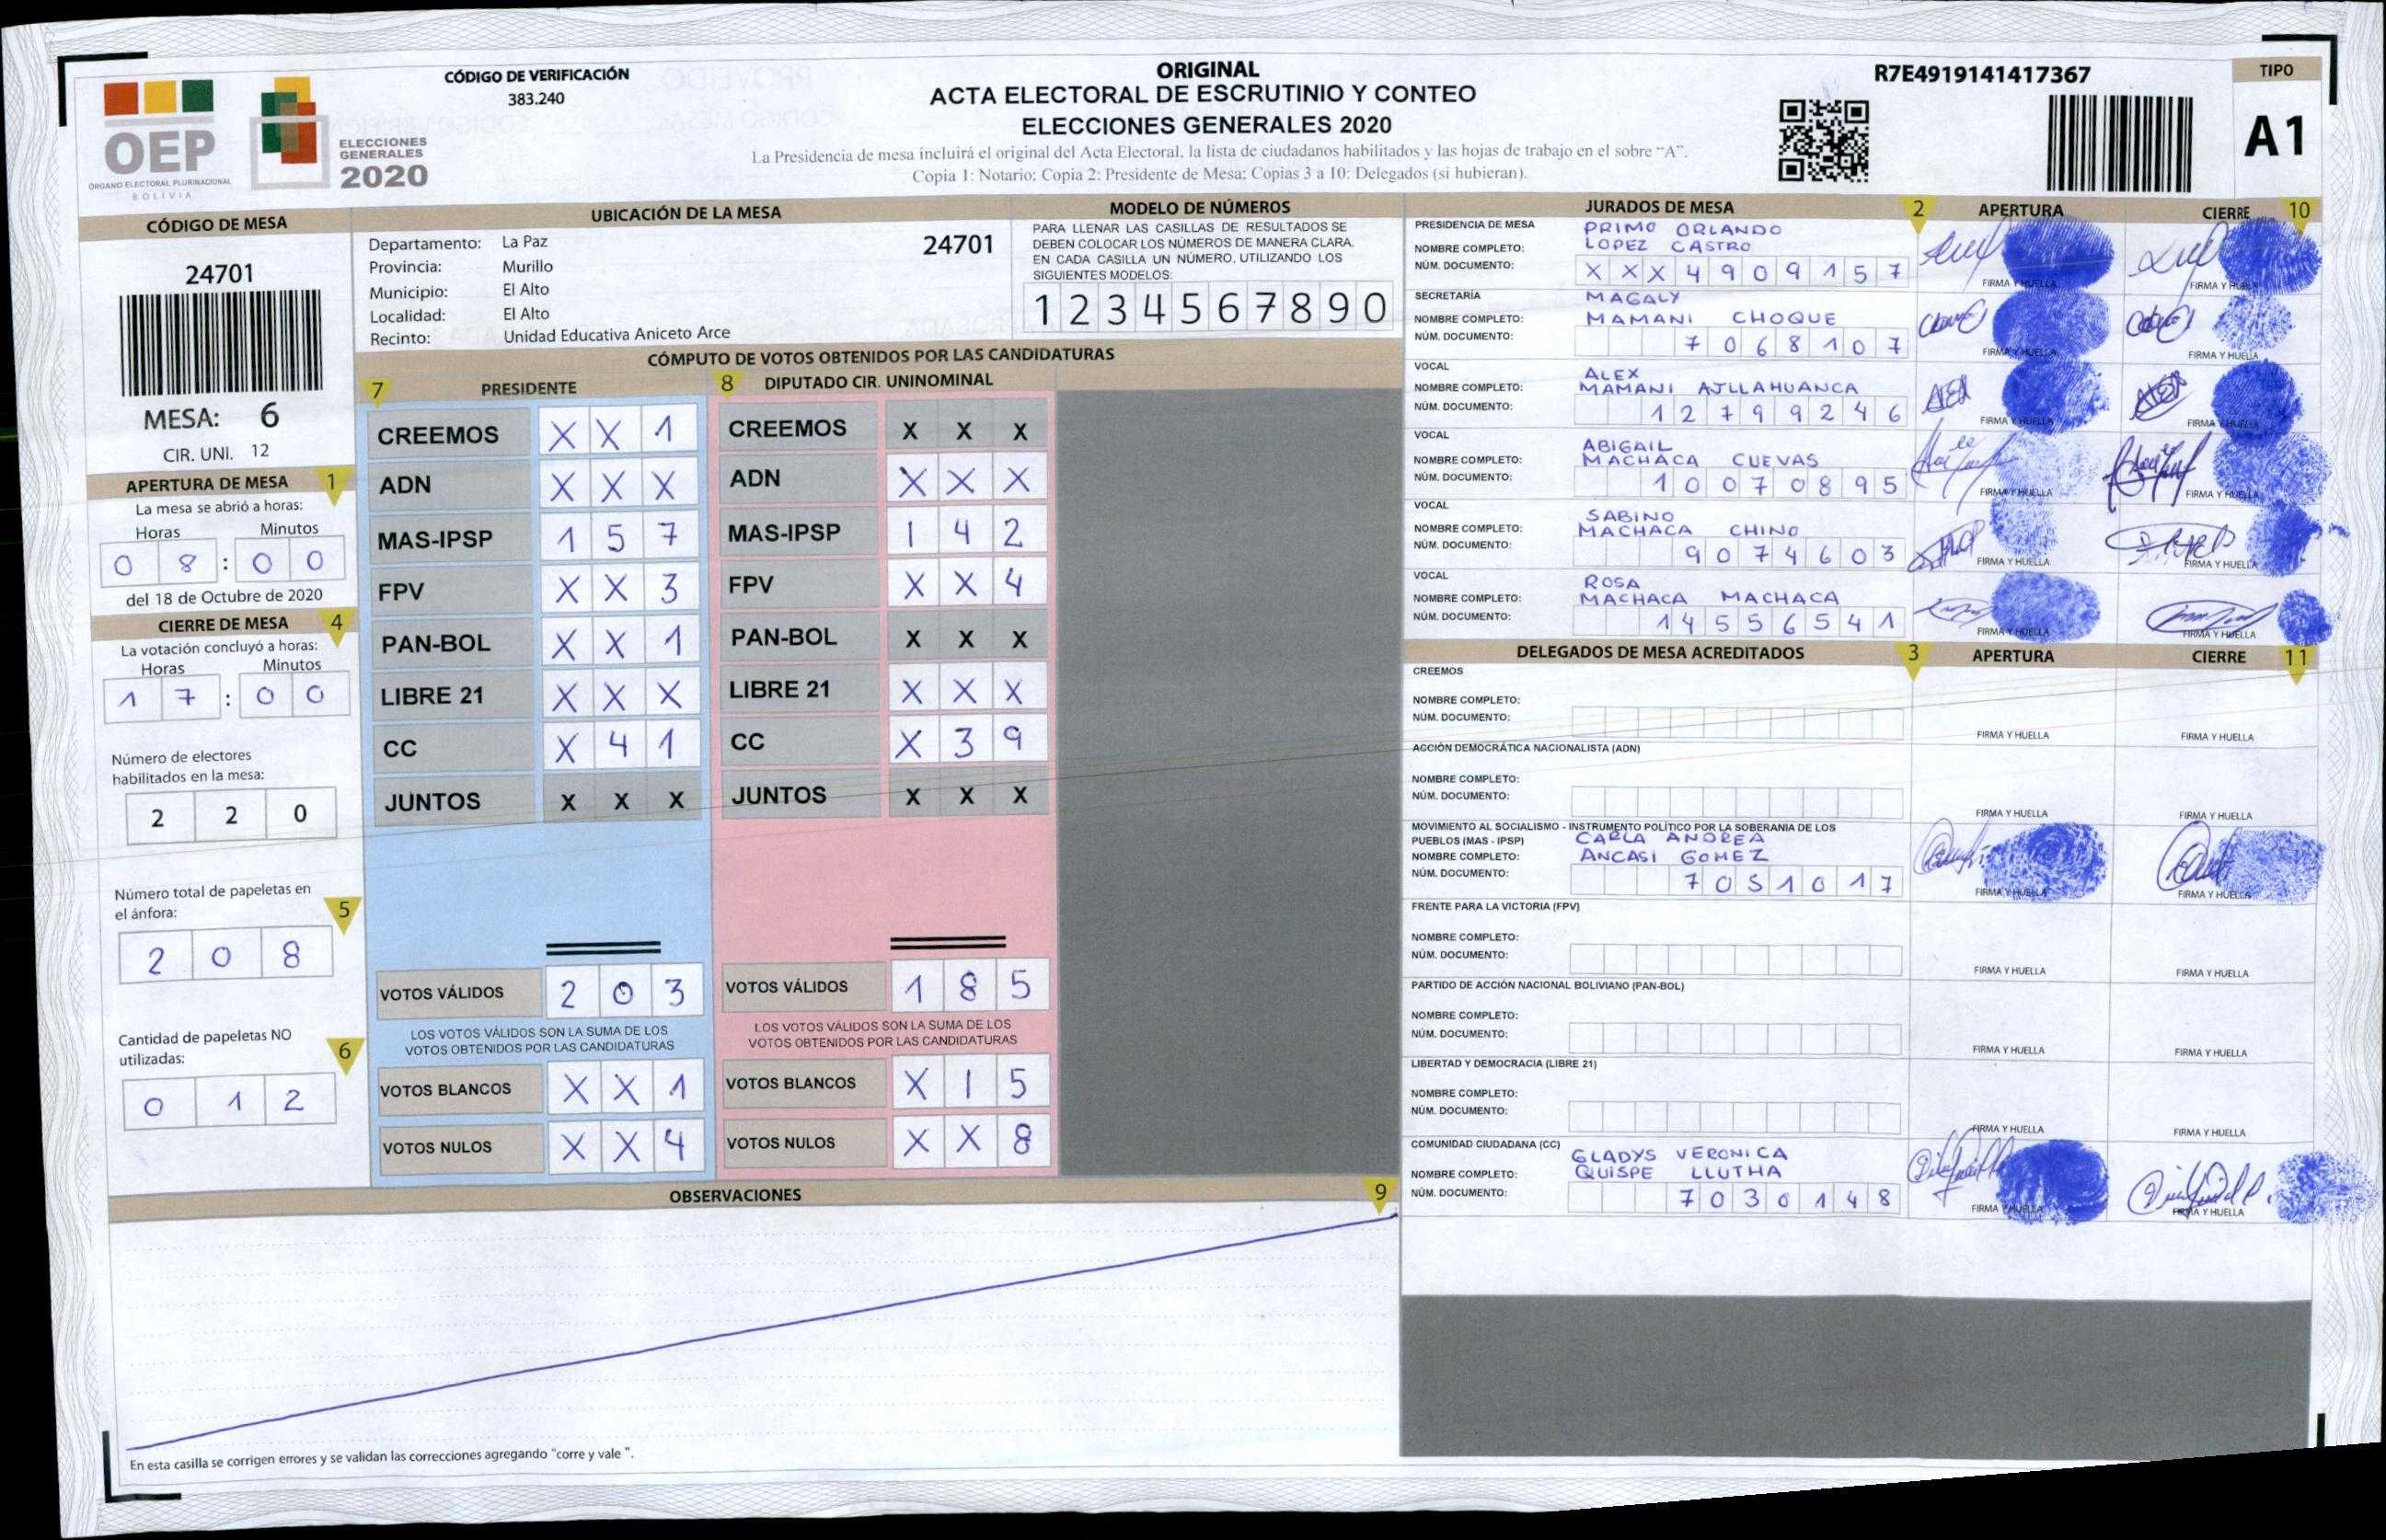 CÓDIGO DE VERIFICACIÓN
383.240
ORIGINAL
ACTA ELECTORAL DE ESCRUTINIO Y CONTEO
ELECCIONES GENERALES 2020
La Presidencia de mesa incluirá el original del Acta Electoral, la lista de ciudadanos habilitados y las hojas de trabajo en el sobre "A".
Copia 1: Notario; Copia 2: Presidente de Mesa; Copias 3 a 10: Delegados (si hubieran).
R7E4919141417367
TIPO
A1
OEP
ÓRGANO ELECTORAL PLURINACIONAL
BOLIVIA
ELECCIONES
GENERALES
2020
CÓDIGO DE MESA
24701
MESA: 6
CIR. UNI. 12
APERTURA DE MESA 1
La mesa se abrió a horas:
Horas Minutos
0 8 : 0 0
del 18 de Octubre de 2020
CIERRE DE MESA 4
La votación concluyó a horas:
Horas Minutos
1 7 : 0 0
Número de electores
habilitados en la mesa:
2 2 0
Número total de papeletas en
el ánfora: 5
2 0 8
Cantidad de papeletas NO
utilizadas: 6
0 1 2
UBICACIÓN DE LA MESA
Departamento: La Paz 24701
Provincia: Murillo
Municipio: El Alto
Localidad: El Alto
Recinto: Unidad Educativa Aniceto Arce
MODELO DE NÚMEROS
PARA LLENAR LAS CASILLAS DE RESULTADOS SE
DEBEN COLOCAR LOS NÚMEROS DE MANERA CLARA.
EN CADA CASILLA UN NÚMERO, UTILIZANDO LOS
SIGUIENTES MODELOS:
1 2 3 4 5 6 7 8 9 0
CÓMPUTO DE VOTOS OBTENIDOS POR LAS CANDIDATURAS
7 PRESIDENTE
CREEMOS X X 1
ADN X X X
MAS-IPSP 1 5 7
FPV X X 3
PAN-BOL X X 1
LIBRE 21 X X X
CC X 4 1
JUNTOS X X X
VOTOS VÁLIDOS 2 0 3
LOS VOTOS VÁLIDOS SON LA SUMA DE LOS
VOTOS OBTENIDOS POR LAS CANDIDATURAS
VOTOS BLANCOS X X 1
VOTOS NULOS X X 4
8 DIPUTADO CIR. UNINOMINAL
CREEMOS X X X
ADN X X X
MAS-IPSP 1 4 2
FPV X X 4
PAN-BOL X X X
LIBRE 21 X X X
CC X 3 9
JUNTOS X X X
VOTOS VÁLIDOS 1 8 5
LOS VOTOS VÁLIDOS SON LA SUMA DE LOS
VOTOS OBTENIDOS POR LAS CANDIDATURAS
VOTOS BLANCOS X 1 5
VOTOS NULOS X X 8
OBSERVACIONES 9
En esta casilla se corrigen errores y se validan las correcciones agregando "corre y vale ".
JURADOS DE MESA 2 APERTURA CIERRE 10
PRESIDENCIA DE MESA PRIMO ORLANDO
NOMBRE COMPLETO: LOPEZ CASTRO
NÚM. DOCUMENTO: X X X 4 9 0 9 1 5 7
FIRMA Y HUELLA FIRMA Y HUELLA
SECRETARÍA MAGALY
NOMBRE COMPLETO: MAMANI CHOQUE
NÚM. DOCUMENTO: 7 0 6 8 1 0 7
FIRMA Y HUELLA FIRMA Y HUELLA
VOCAL ALEX
NOMBRE COMPLETO: MAMANI AJLLAHUANCA
NÚM. DOCUMENTO: 1 2 7 9 9 2 4 6
FIRMA Y HUELLA FIRMA Y HUELLA
VOCAL ABIGAIL
NOMBRE COMPLETO: MACHACA CUEVAS
NÚM. DOCUMENTO: 1 0 0 7 0 8 9 5
FIRMA Y HUELLA FIRMA Y HUELLA
VOCAL SABINO
NOMBRE COMPLETO: MACHACA CHINO
NÚM. DOCUMENTO: 9 0 7 4 6 0 3
FIRMA Y HUELLA FIRMA Y HUELLA
VOCAL ROSA
NOMBRE COMPLETO: MACHACA MACHACA
NÚM. DOCUMENTO: 1 4 5 5 6 5 4 1
FIRMA Y HUELLA FIRMA Y HUELLA
DELEGADOS DE MESA ACREDITADOS 3 APERTURA CIERRE 11
CREEMOS
NOMBRE COMPLETO:
NÚM. DOCUMENTO:
FIRMA Y HUELLA FIRMA Y HUELLA
ACCIÓN DEMOCRÁTICA NACIONALISTA (ADN)
NOMBRE COMPLETO:
NÚM. DOCUMENTO:
FIRMA Y HUELLA FIRMA Y HUELLA
MOVIMIENTO AL SOCIALISMO - INSTRUMENTO POLÍTICO POR LA SOBERANIA DE LOS
PUEBLOS (MAS - IPSP) CARLA ANDREA
NOMBRE COMPLETO: ANCASI GOMEZ
NÚM. DOCUMENTO: 7 0 5 1 0 1 7
FIRMA Y HUELLA FIRMA Y HUELLA
FRENTE PARA LA VICTORIA (FPV)
NOMBRE COMPLETO:
NÚM. DOCUMENTO:
FIRMA Y HUELLA FIRMA Y HUELLA
PARTIDO DE ACCIÓN NACIONAL BOLIVIANO (PAN-BOL)
NOMBRE COMPLETO:
NÚM. DOCUMENTO:
FIRMA Y HUELLA FIRMA Y HUELLA
LIBERTAD Y DEMOCRACIA (LIBRE 21)
NOMBRE COMPLETO:
NÚM. DOCUMENTO:
FIRMA Y HUELLA FIRMA Y HUELLA
COMUNIDAD CIUDADANA (CC) GLADYS VERONICA
NOMBRE COMPLETO: QUISPE LLUTHA
NÚM. DOCUMENTO: 7 0 3 0 1 4 8
FIRMA Y HUELLA FIRMA Y HUELLA